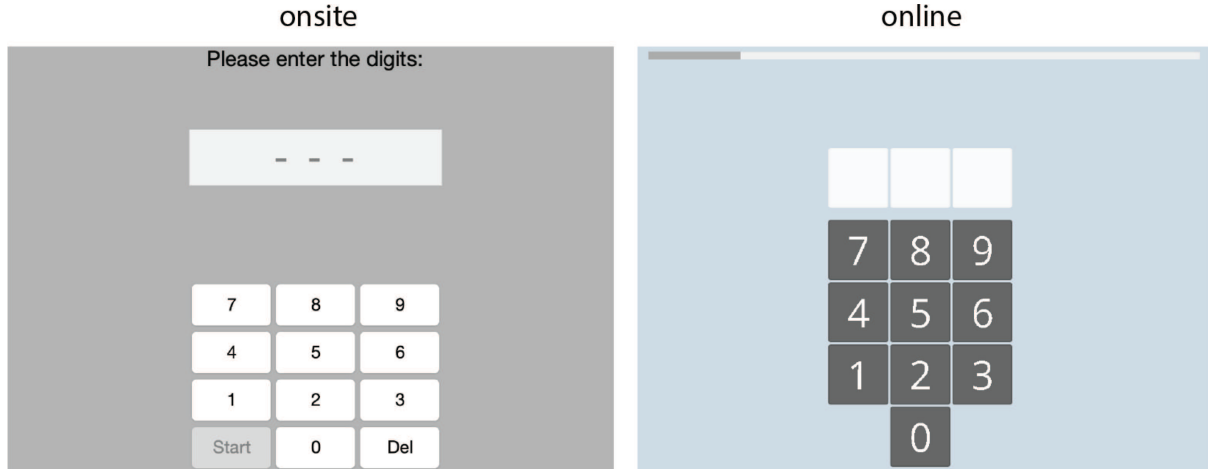 onsite
Please enter the digits:
- - -
7 8 9
4 5 6
1 2 3
Start 0 Del
online
7 8 9
4 5 6
1 2 3
0